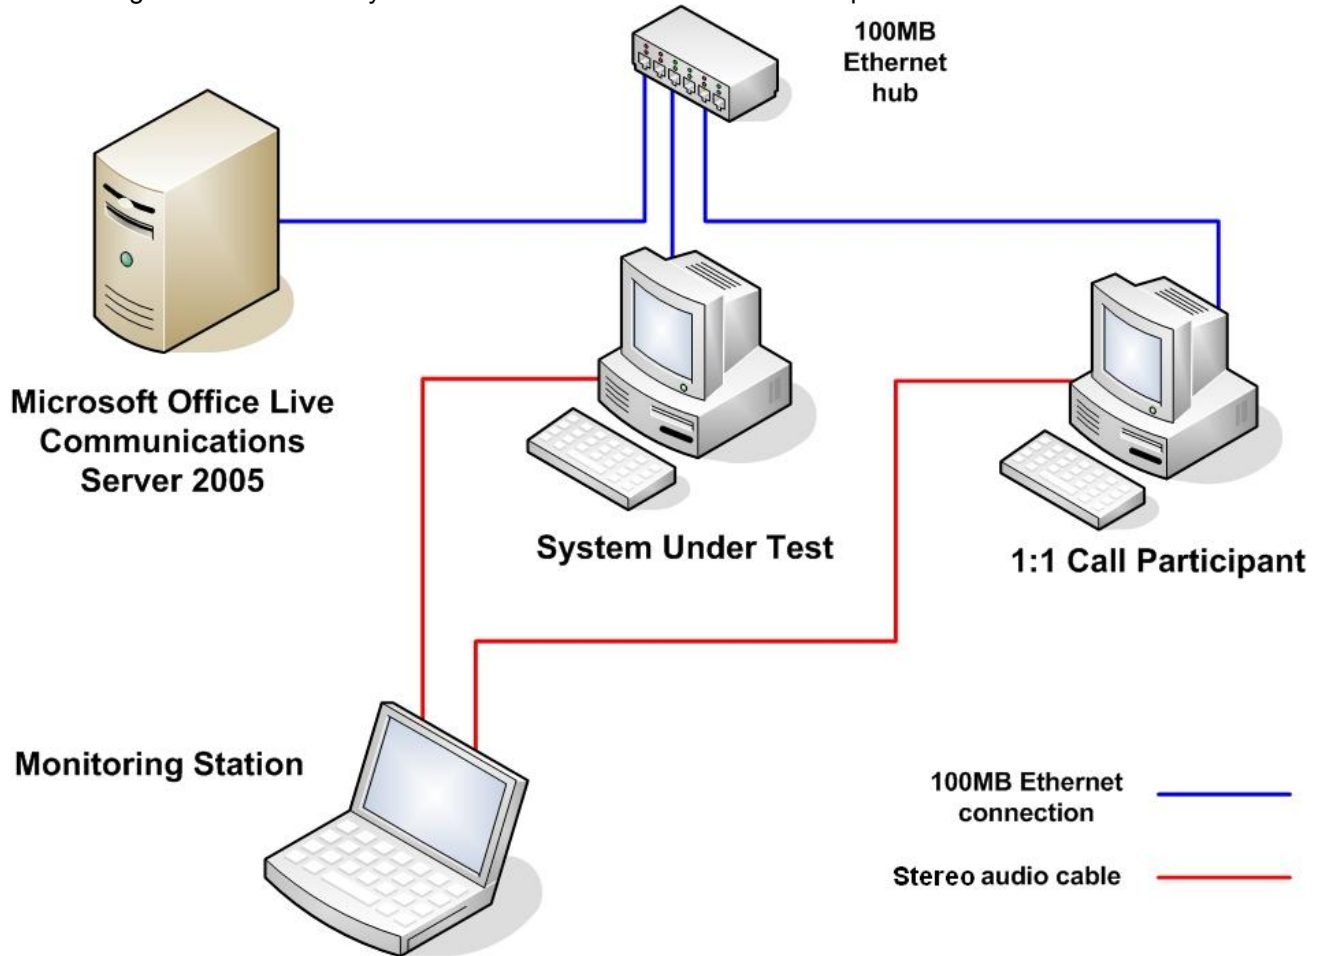 100MB
Ethernet
hub
Microsoft Office Live
Communications
Server 2005
System Under Test
1:1 Call Participant
Monitoring Station
100MB Ethernet
connection
Stereo audio cable